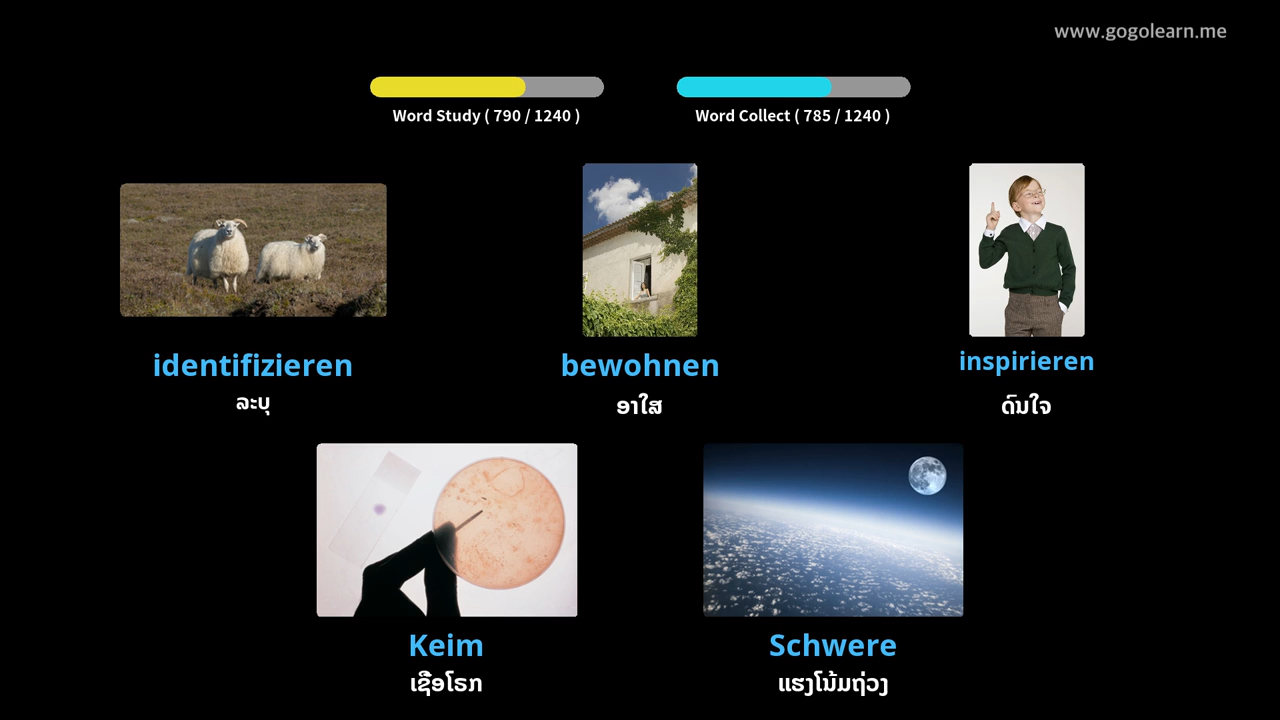 www.gogolearn.me
Word Study ( 790 / 1240 )
Word Collect ( 785 / 1240 )
identifizieren
ລະບຸ
bewohnen
ອາໃສ
inspirieren
ດົນໃຈ
Keim
ເຊື້ອໂຣກ
Schwere
ແຮງໂນ້ມຖ່ວງ